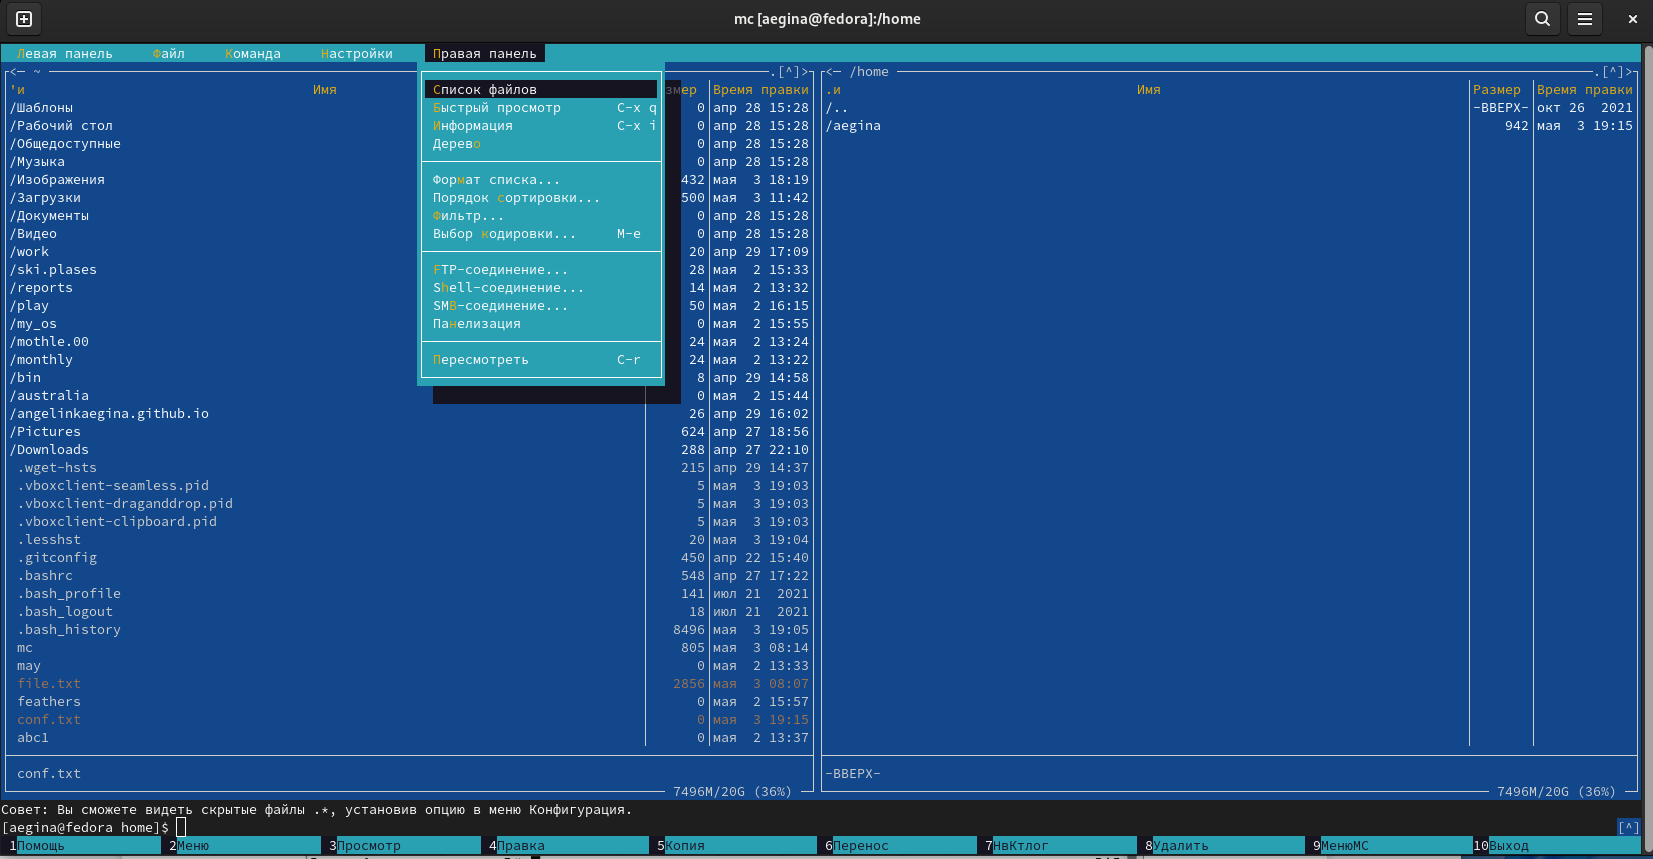 mc [aegina@fedora]:/home
Левая панель Файл Команда Настройки Правая панель
<— ~ .[^]> <— /home .[^]>
'и Имя змер Время правки .и Имя Размер Время правки
Список файлов
Быстрый просмотр C-x q
Информация C-x i
Дерево
Формат списка...
Порядок сортировки...
Фильтр...
Выбор кодировки... M-e
FTP-соединение...
Shell-соединение...
SMB-соединение...
Панелизация
Пересмотреть C-r
/Шаблоны 0 апр 28 15:28 /.. -ВВЕРХ- окт 26 2021
/Рабочий стол 0 апр 28 15:28 /aegina 942 мая 3 19:15
/Общедоступные 0 апр 28 15:28
/Музыка 0 апр 28 15:28
/Изображения 432 мая 3 18:19
/Загрузки 500 мая 3 11:42
/Документы 0 апр 28 15:28
/Видео 0 апр 28 15:28
/work 20 апр 29 17:09
/ski.plases 28 мая 2 15:33
/reports 14 мая 2 13:32
/play 50 мая 2 16:15
/my_os 0 мая 2 15:55
/mothle.00 24 мая 2 13:24
/monthly 24 мая 2 13:22
/bin 8 апр 29 14:58
/australia 0 мая 2 15:44
/angelinkaegina.github.io 26 апр 29 16:02
/Pictures 624 апр 27 18:56
/Downloads 288 апр 27 22:10
.wget-hsts 215 апр 29 14:37
.vboxclient-seamless.pid 5 мая 3 19:03
.vboxclient-draganddrop.pid 5 мая 3 19:03
.vboxclient-clipboard.pid 5 мая 3 19:03
.lesshst 20 мая 3 19:04
.gitconfig 450 апр 22 15:40
.bashrc 548 апр 27 17:22
.bash_profile 141 июл 21 2021
.bash_logout 18 июл 21 2021
.bash_history 8496 мая 3 19:05
mc 805 мая 3 08:14
may 0 мая 2 13:33
file.txt 2856 мая 3 08:07
feathers 0 мая 2 15:57
conf.txt 0 мая 3 19:15
abc1 0 мая 2 13:37
conf.txt -ВВЕРХ-
7496M/20G (36%) 7496M/20G (36%)
Совет: Вы сможете видеть скрытые файлы .*, установив опцию в меню Конфигурация.
[aegina@fedora home]$ [^]
1Помощь 2Меню 3Просмотр 4Правка 5Копия 6Перенос 7НвКтлог 8Удалить 9МенюMC 10Выход